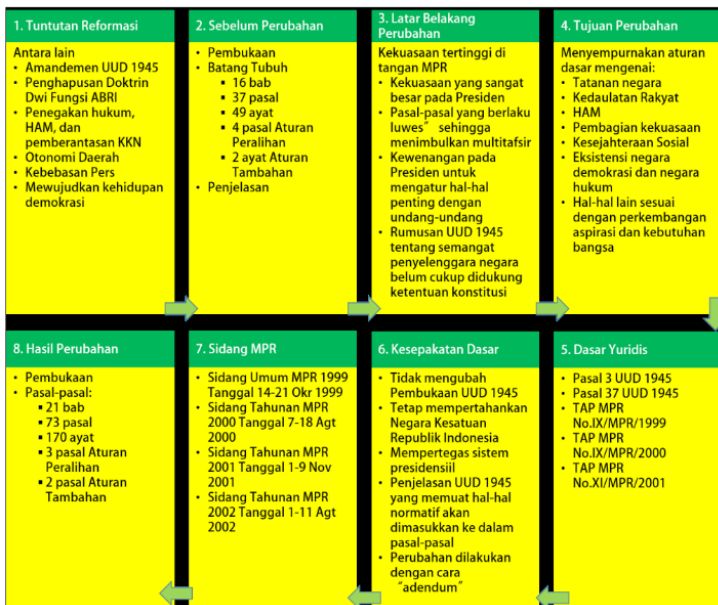 1. Tuntutan Reformasi
Antara lain
• Amandemen UUD 1945
• Penghapusan Doktrin
Dwi Fungsi ABRI
• Penegakan hukum,
HAM, dan
pemberantasan KKN
• Otonomi Daerah
• Kebebasan Pers
• Mewujudkan kehidupan
demokrasi
2. Sebelum Perubahan
• Pembukaan
• Batang Tubuh
▪ 16 bab
▪ 37 pasal
▪ 49 ayat
▪ 4 pasal Aturan
Peralihan
▪ 2 ayat Aturan
Tambahan
• Penjelasan
3. Latar Belakang
Perubahan
Kekuasaan tertinggi di
tangan MPR
• Kekuasaan yang sangat
besar pada Presiden
• Pasal-pasal yang berlaku
luwes” sehingga
menimbulkan multitafsir
• Kewenangan pada
Presiden untuk
mengatur hal-hal
penting dengan
undang-undang
• Rumusan UUD 1945
tentang semangat
penyelenggara negara
belum cukup didukung
ketentuan konstitusi
4. Tujuan Perubahan
Menyempurnakan aturan
dasar mengenai:
• Tatanan negara
• Kedaulatan Rakyat
• HAM
• Pembagian kekuasaan
• Kesejahteraan Sosial
• Eksistensi negara
demokrasi dan negara
hukum
• Hal-hal lain sesuai
dengan perkembangan
aspirasi dan kebutuhan
bangsa
5. Dasar Yuridis
• Pasal 3 UUD 1945
• Pasal 37 UUD 1945
• TAP MPR
No.IX/MPR/1999
• TAP MPR
No.IX/MPR/2000
• TAP MPR
No.XI/MPR/2001
6. Kesepakatan Dasar
• Tidak mengubah
Pembukaan UUD 1945
• Tetap mempertahankan
Negara Kesatuan
Republik Indonesia
• Mempertegas sistem
presidensiil
• Penjelasan UUD 1945
yang memuat hal-hal
normatif akan
dimasukkan ke dalam
pasal-pasal
• Perubahan dilakukan
dengan cara
“adendum”
7. Sidang MPR
• Sidang Umum MPR 1999
Tanggal 14-21 Okr 1999
• Sidang Tahunan MPR
2000 Tanggal 7-18 Agt
2000
• Sidang Tahunan MPR
2001 Tanggal 1-9 Nov
2001
• Sidang Tahunan MPR
2002 Tanggal 1-11 Agt
2002
8. Hasil Perubahan
• Pembukaan
• Pasal-pasal:
▪ 21 bab
▪ 73 pasal
▪ 170 ayat
▪ 3 pasal Aturan
Peralihan
▪ 2 pasal Aturan
Tambahan